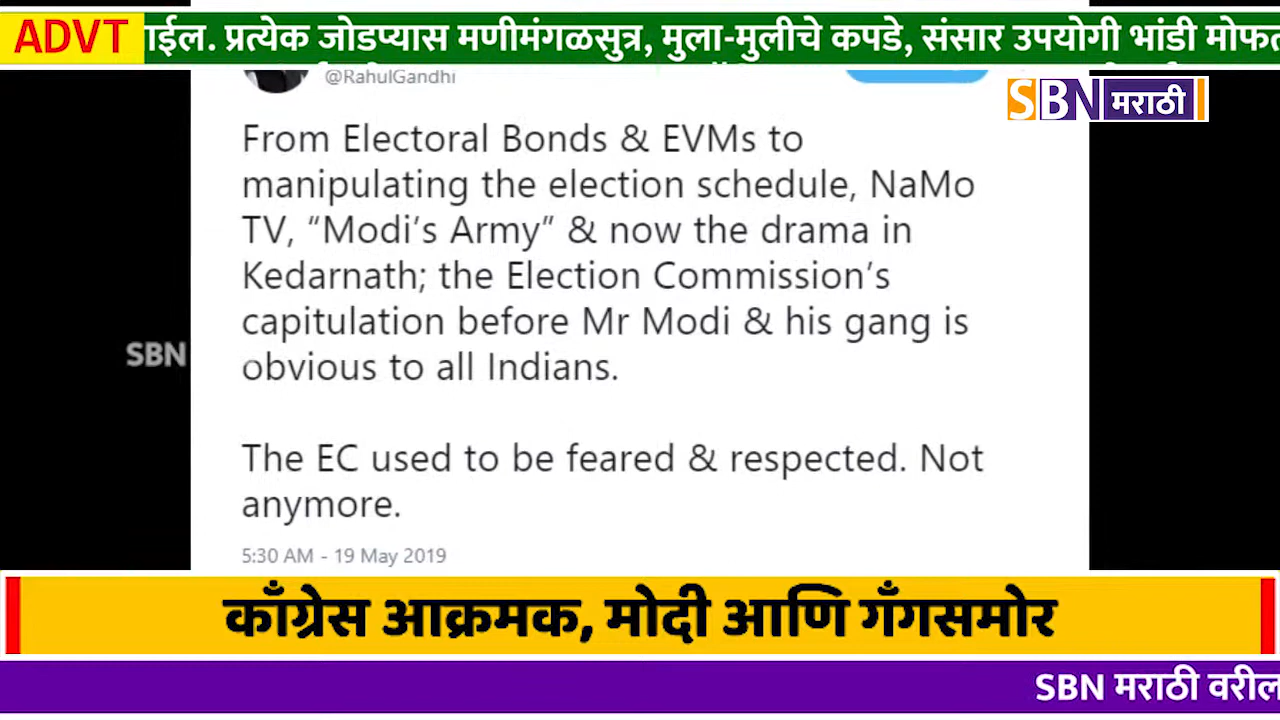 ADVT ाईल. प्रत्येक जोडप्यास मणीमंगळसुत्र, मुला-मुलीचे कपडे, संसार उपयोगी भांडी मोफत
@RahulGandhi
SBN मराठी
From Electoral Bonds & EVMs to
manipulating the election schedule, NaMo
TV, “Modi’s Army” & now the drama in
Kedarnath; the Election Commission’s
capitulation before Mr Modi & his gang is
obvious to all Indians.
SBN
The EC used to be feared & respected. Not
anymore.
5:30 AM - 19 May 2019
काँग्रेस आक्रमक, मोदी आणि गँगसमोर
SBN मराठी वरील